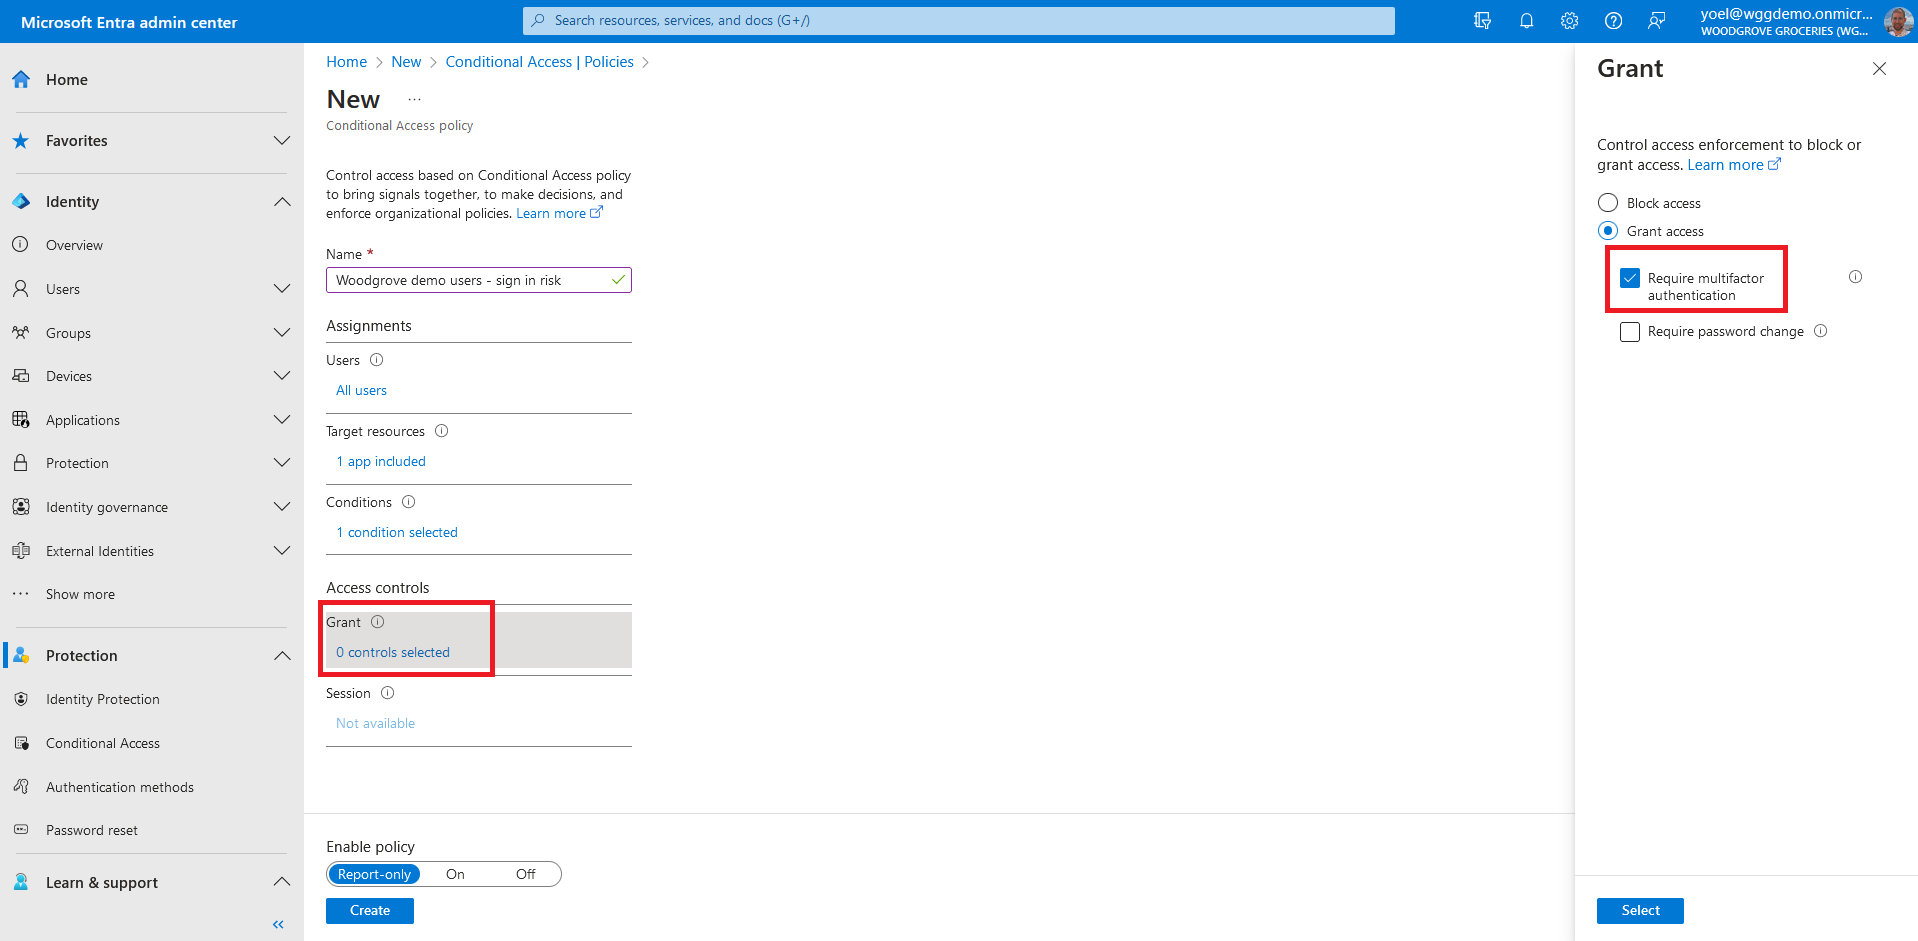 Microsoft Entra admin center
Search resources, services, and docs (G+/)
yoel@wggdemo.onmicr...
WOODGROVE GROCERIES (WG...
Home
Favorites
Identity
Overview
Users
Groups
Devices
Applications
Protection
Identity governance
External Identities
Show more
Protection
Identity Protection
Conditional Access
Authentication methods
Password reset
Learn & support
Home > New > Conditional Access | Policies >
New ...
Conditional Access policy
Control access based on Conditional Access policy
to bring signals together, to make decisions, and
enforce organizational policies. Learn more
Name *
Woodgrove demo users - sign in risk
Assignments
Users
All users
Target resources
1 app included
Conditions
1 condition selected
Access controls
Grant
0 controls selected
Session
Not available
Enable policy
Report-only On Off
Create
Grant
Control access enforcement to block or
grant access. Learn more
Block access
Grant access
Require multifactor
authentication
Require password change
Select